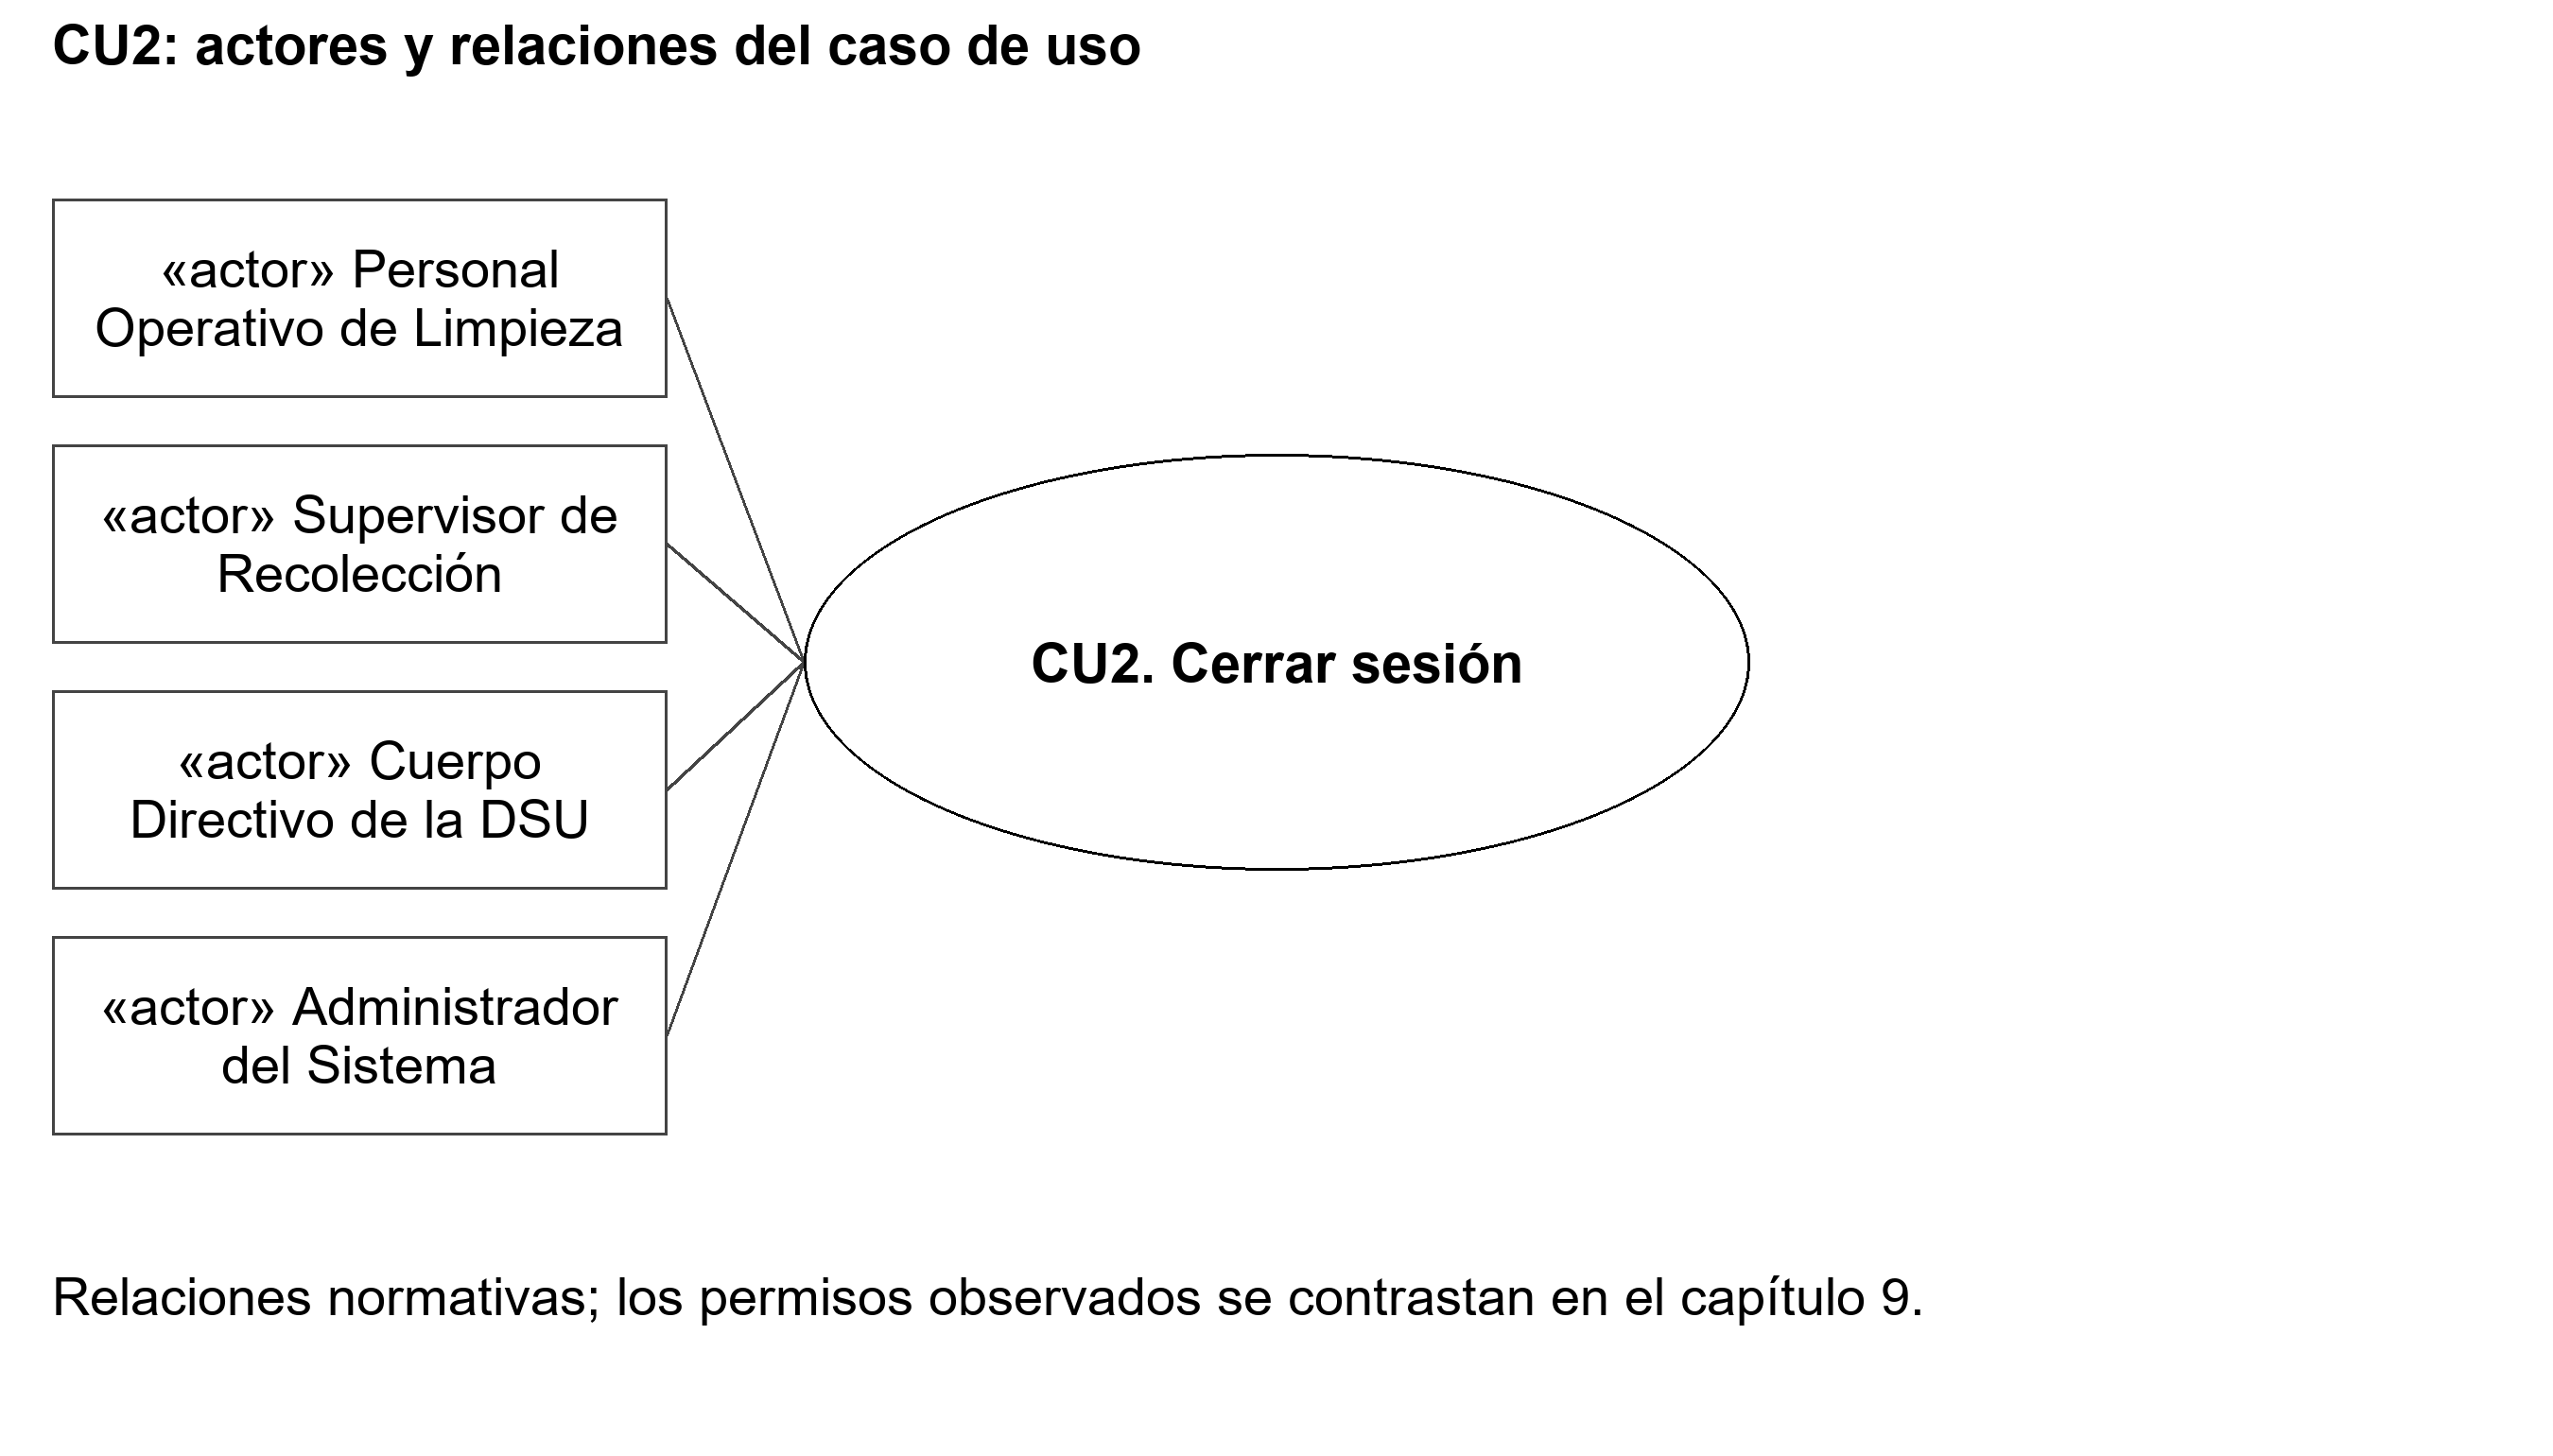 CU2: actores y relaciones del caso de uso
«actor» Personal
Operativo de Limpieza
«actor» Supervisor de
Recolección
«actor» Cuerpo
Directivo de la DSU
«actor» Administrador
del Sistema
CU2. Cerrar sesión
Relaciones normativas; los permisos observados se contrastan en el capítulo 9.